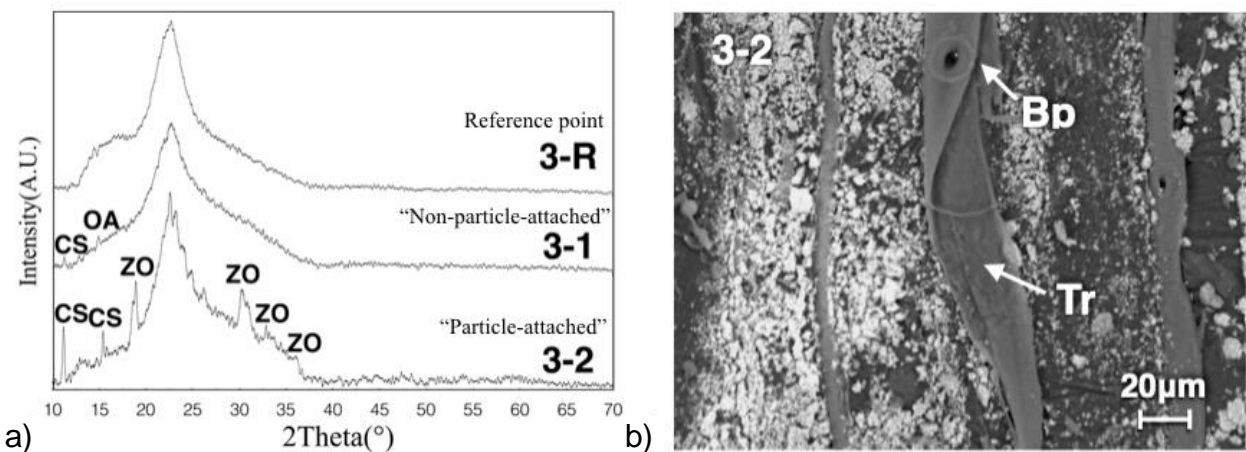 Intensity(A.U.)
Reference point
3-R
“Non-particle-attached”
3-1
OA
CS
“Particle-attached”
3-2
CS
CS
ZO
ZO
ZO
ZO
10 15 20 25 30 35 40 45 50 55 60 65 70
2Theta(°)
a)
3-2
Bp
Tr
20μm
b)